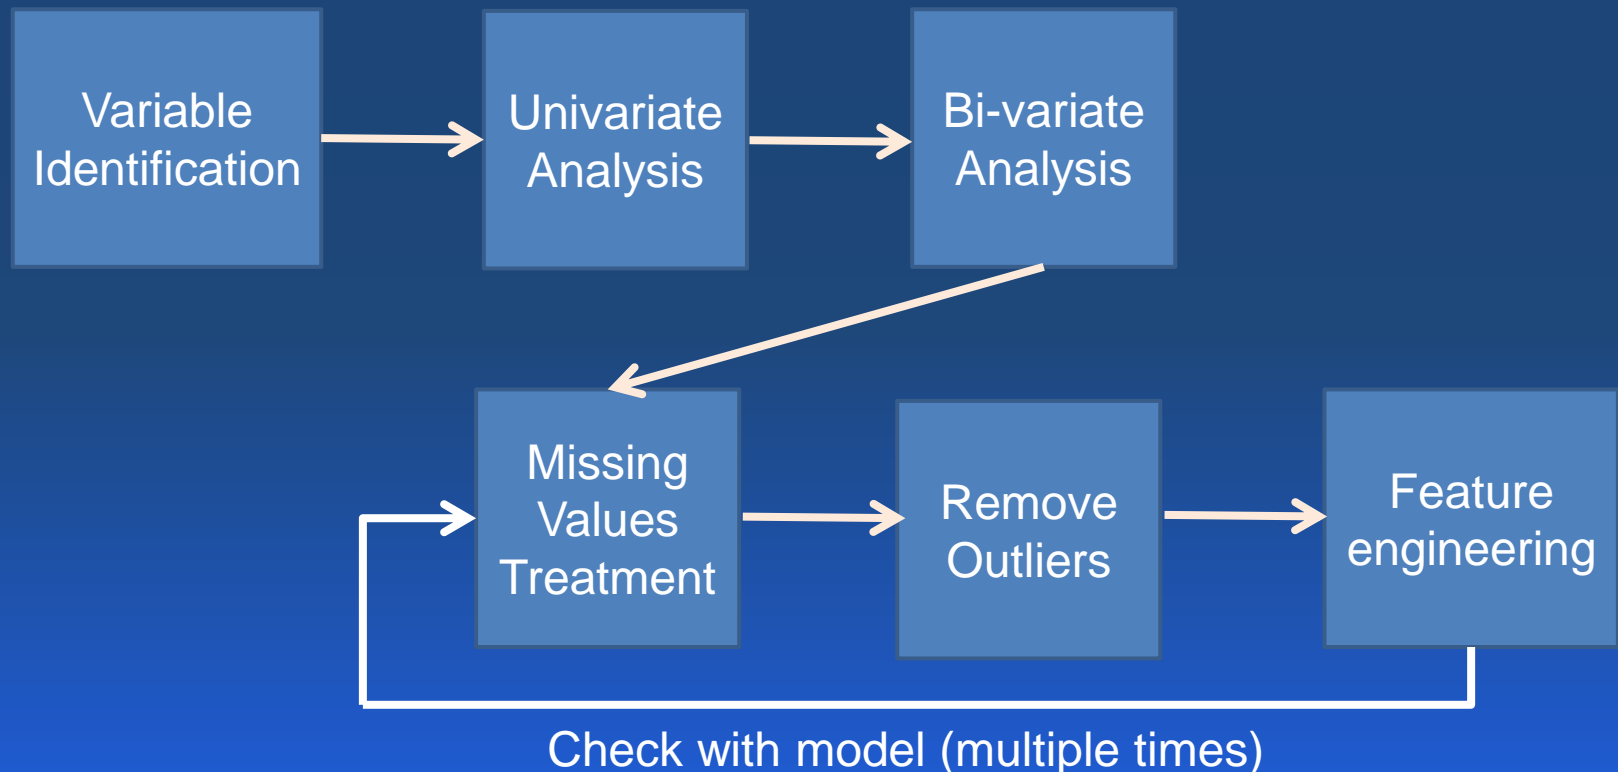 Variable
Identification
Univariate
Analysis
Bi-variate
Analysis
Missing
Values
Treatment
Remove
Outliers
Feature
engineering
Check with model (multiple times)